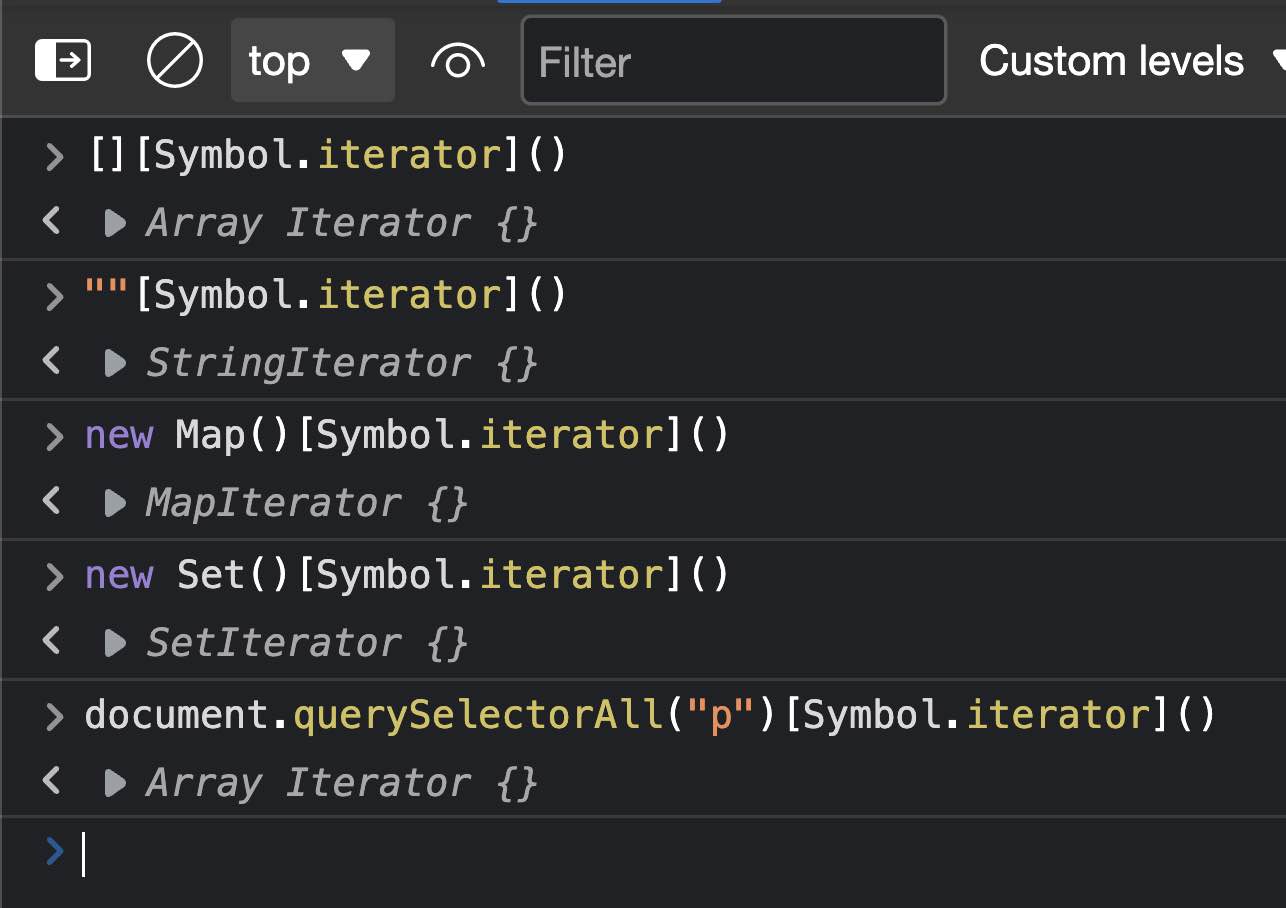 top ▼ Filter Custom levels ▼
> [][Symbol.iterator]()
< ▶ Array Iterator {}
> ""[Symbol.iterator]()
< ▶ StringIterator {}
> new Map()[Symbol.iterator]()
< ▶ MapIterator {}
> new Set()[Symbol.iterator]()
< ▶ SetIterator {}
> document.querySelectorAll("p")[Symbol.iterator]()
< ▶ Array Iterator {}
>